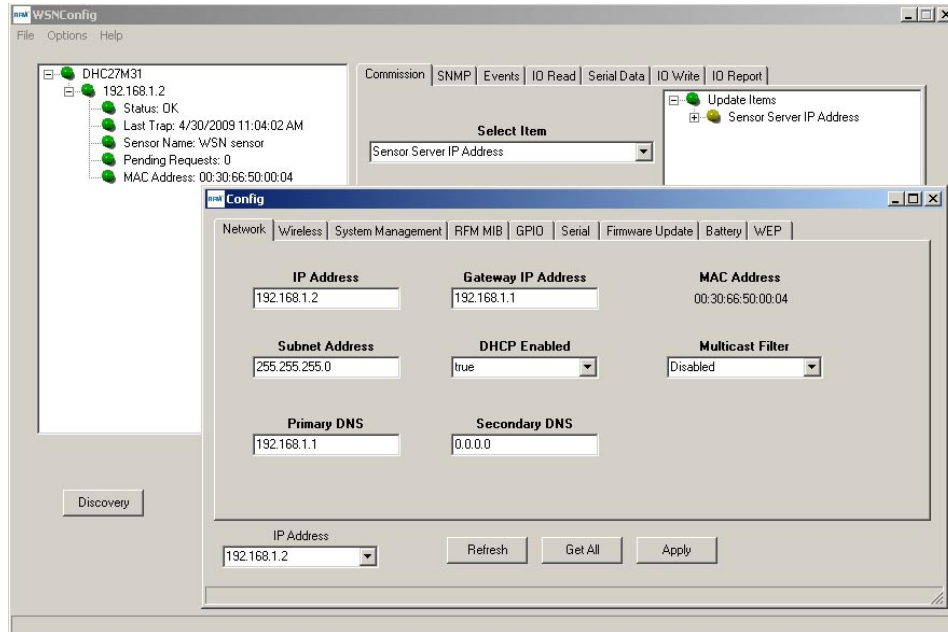 RFM WSNConfig
File Options Help
DHC27M31
192.168.1.2
Status: OK
Last Trap: 4/30/2009 11:04:02 AM
Sensor Name: WSN sensor
Pending Requests: 0
MAC Address: 00:30:66:50:00:04
Commission SNMP Events IO Read Serial Data IO Write IO Report
Select Item
Sensor Server IP Address
Update Items
Sensor Server IP Address
RFM Config
Network Wireless System Management RFM MIB GPIO Serial Firmware Update Battery WEP
IP Address Gateway IP Address MAC Address
192.168.1.2 192.168.1.1 00:30:66:50:00:04
Subnet Address DHCP Enabled Multicast Filter
255.255.255.0 true Disabled
Primary DNS Secondary DNS
192.168.1.1 0.0.0.0
Discovery
IP Address
192.168.1.2 Refresh Get All Apply